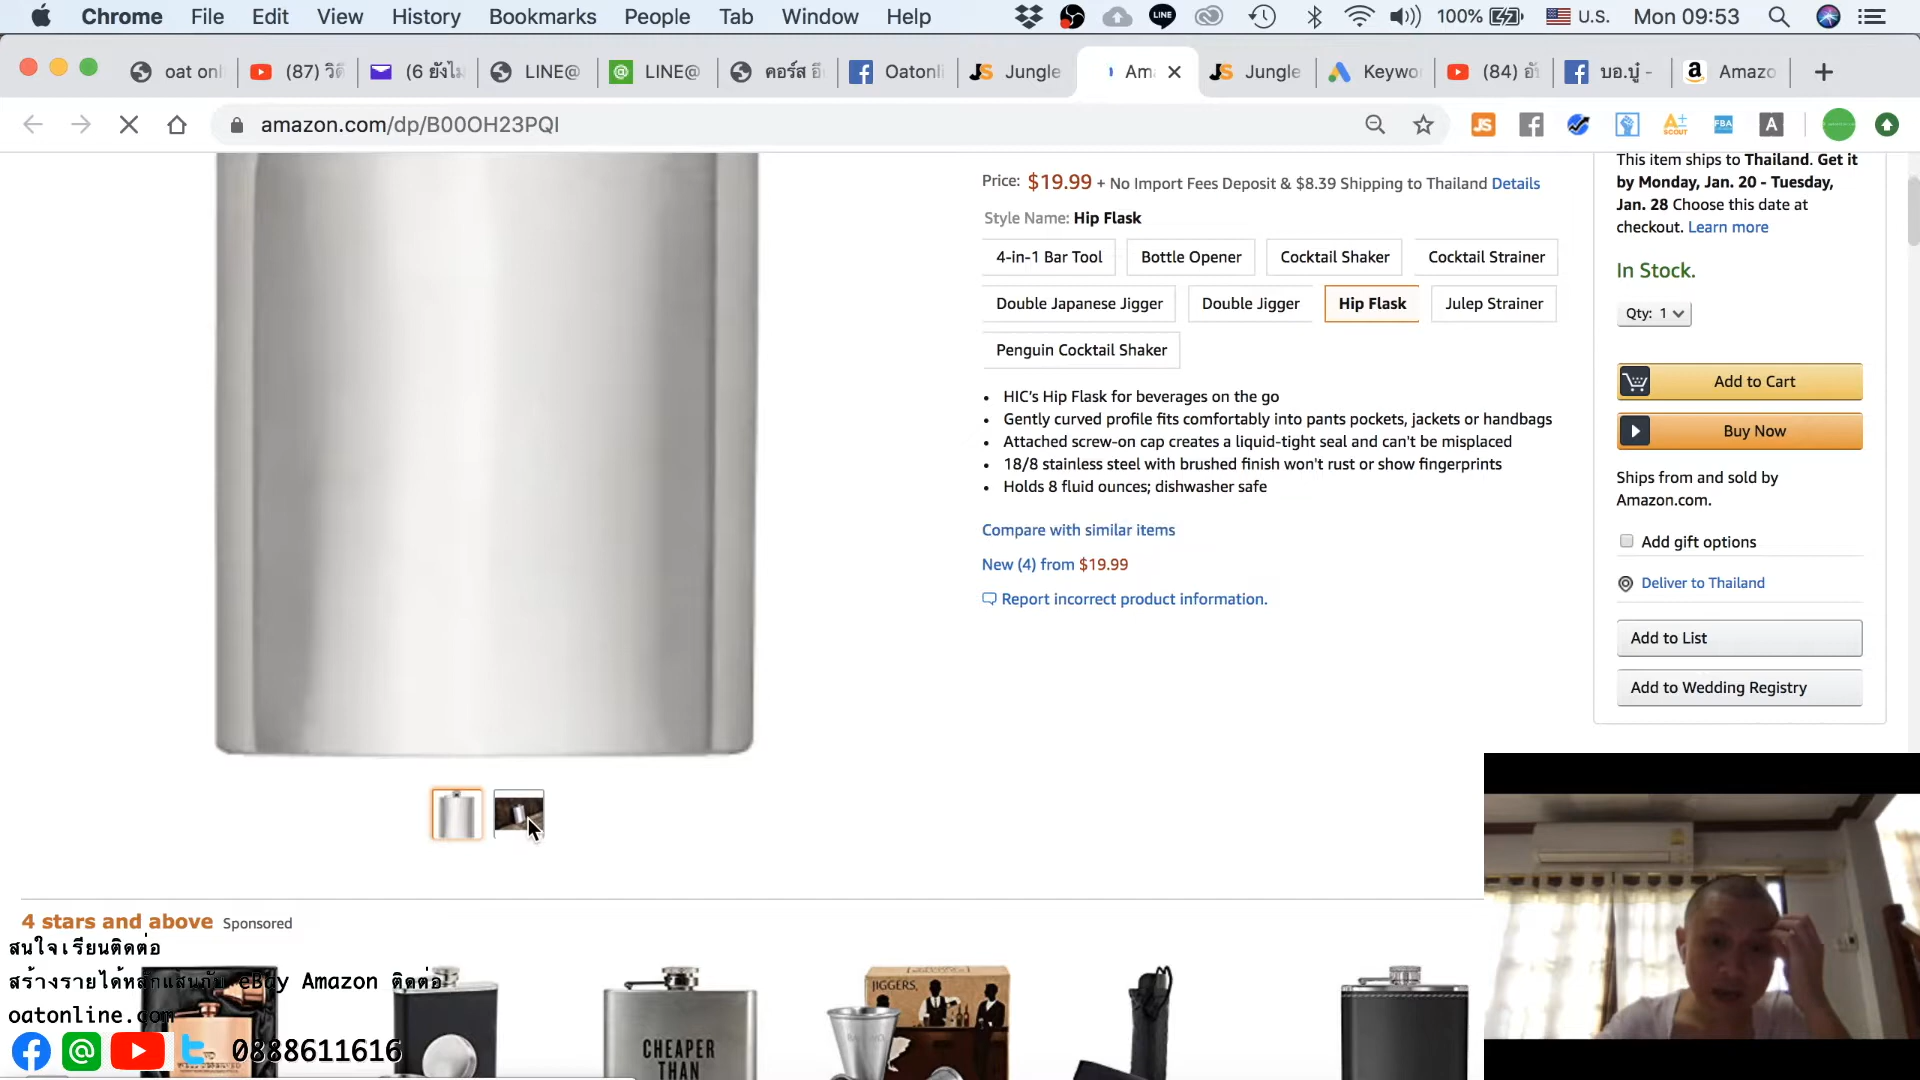 Chrome File Edit View History Bookmarks People Tab Window Help LINE 100% U.S. Mon 09:53
oat onl (87) วิธี (6 ยังไม LINE@ LINE@ คอร์ส อี Oatonli Jungle Am Jungle Keywo (84) บอ.บู๋ - Amazo
amazon.com/dp/B00OH23PQI
This item ships to Thailand. Get it
by Monday, Jan. 20 - Tuesday,
Jan. 28 Choose this date at
checkout. Learn more
Price: $19.99 + No Import Fees Deposit & $8.39 Shipping to Thailand Details
Style Name: Hip Flask
4-in-1 Bar Tool Bottle Opener Cocktail Shaker Cocktail Strainer
Double Japanese Jigger Double Jigger Hip Flask Julep Strainer
Penguin Cocktail Shaker
In Stock.
Qty: 1
Add to Cart
Buy Now
• HIC's Hip Flask for beverages on the go
• Gently curved profile fits comfortably into pants pockets, jackets or handbags
• Attached screw-on cap creates a liquid-tight seal and can't be misplaced
• 18/8 stainless steel with brushed finish won't rust or show fingerprints
• Holds 8 fluid ounces; dishwasher safe
Compare with similar items
New (4) from $19.99
Report incorrect product information.
Ships from and sold by
Amazon.com.
Add gift options
Deliver to Thailand
Add to List
Add to Wedding Registry
4 stars and above Sponsored
สนใจเรียนติดต่อ
สร้างรายได้หลักแสนกับ eBay Amazon ติดต่อ
oatonline.com
0888611616
JIGGERS,
CHEAPER
THAN